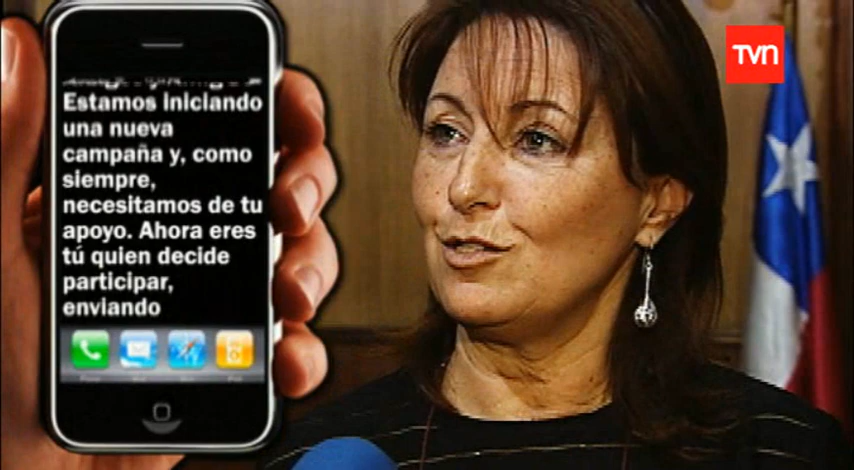 TVN
Estamos iniciando
una nueva
campaña y, como
siempre,
necesitamos de tu
apoyo. Ahora eres
tú quien decide
participar,
enviando